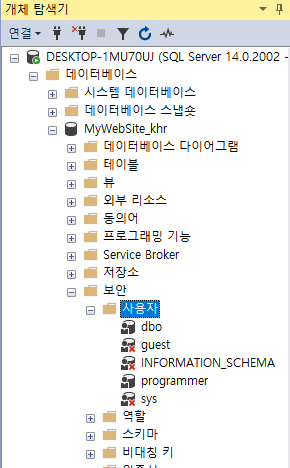 개체 탐색기
연결
DESKTOP-1MU70UJ (SQL Server 14.0.2002 -
데이터베이스
시스템 데이터베이스
데이터베이스 스냅숏
MyWebSite_khr
데이터베이스 다이어그램
테이블
뷰
외부 리소스
동의어
프로그래밍 기능
Service Broker
저장소
보안
사용자
dbo
guest
INFORMATION_SCHEMA
programmer
sys
역할
스키마
비대칭 키